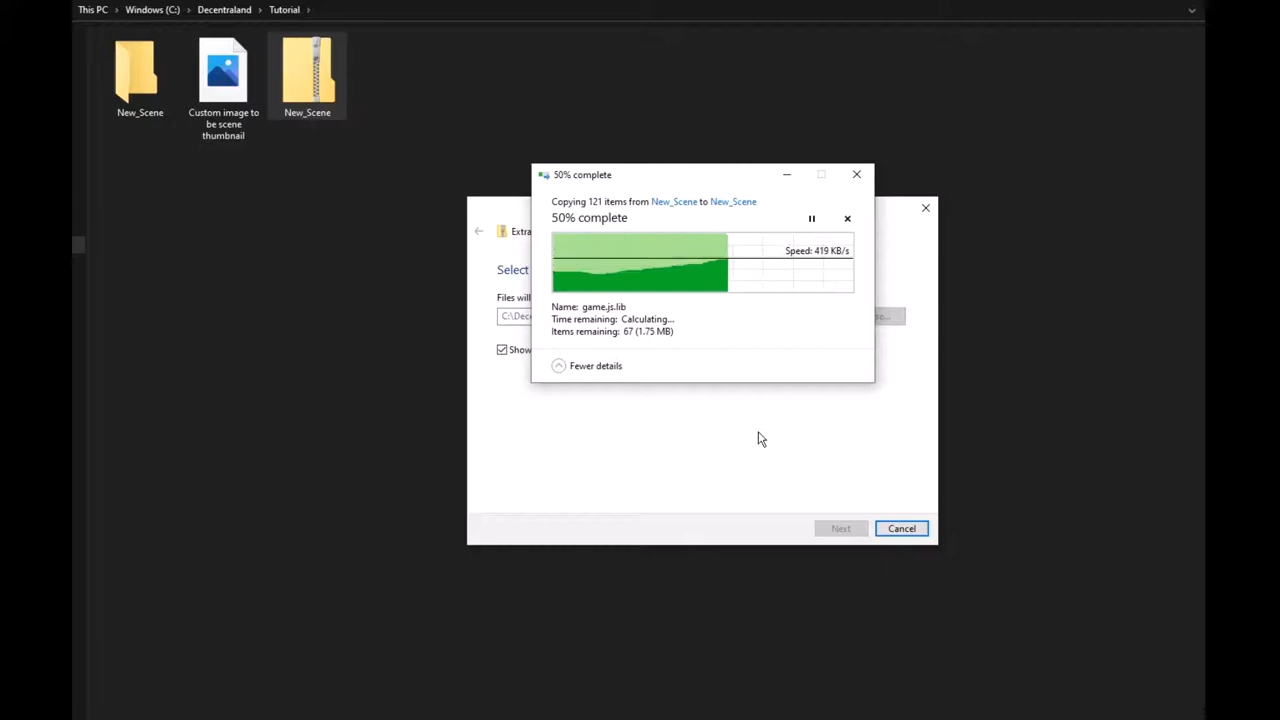 This PC > Windows (C:) > Decentraland > Tutorial >
New_Scene
Custom image to
be scene
thumbnail
New_Scene
50% complete
Copying 121 items from New_Scene to New_Scene
50% complete
Speed: 419 KB/s
Name: game.js.lib
Time remaining: Calculating...
Items remaining: 67 (1.75 MB)
Fewer details
Select
Files will
C:\Dec
Show
Next
Cancel